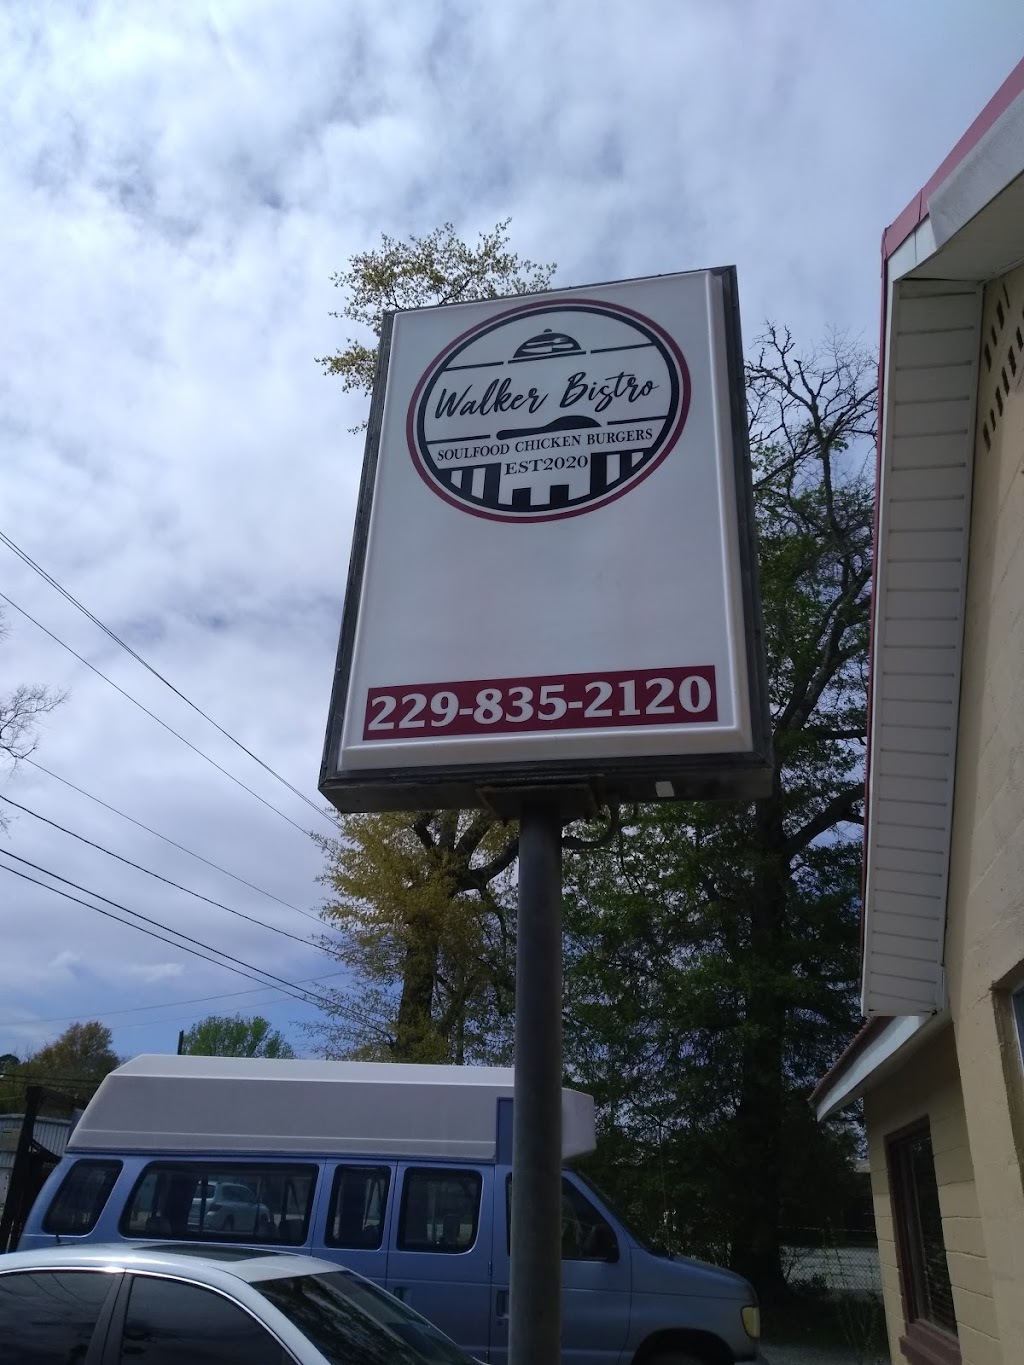 Walker Bistro
SOULFOOD CHICKEN BURGERS
EST2020
229-835-2120